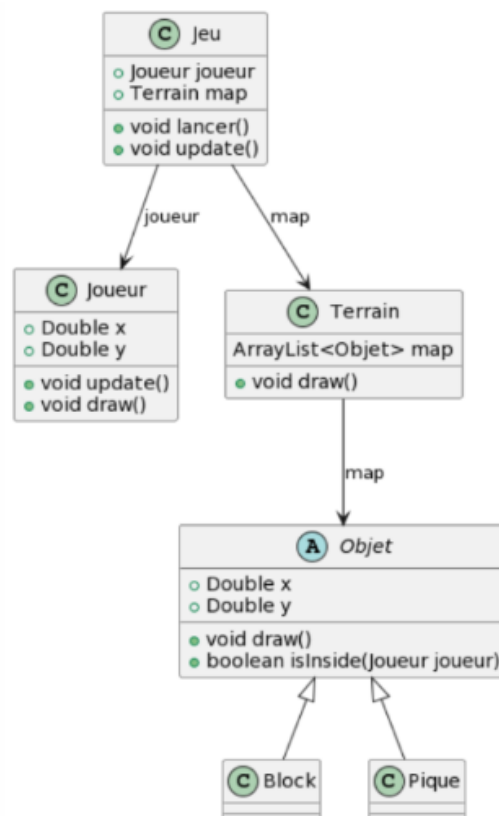 C Jeu
Joueur joueur
Terrain map
void lancer()
void update()
joueur
map
C Joueur
Double x
Double y
void update()
void draw()
C Terrain
ArrayList<Objet> map
void draw()
map
A Objet
Double x
Double y
void draw()
boolean isInside(Joueur joueur)
C Block
C Pique